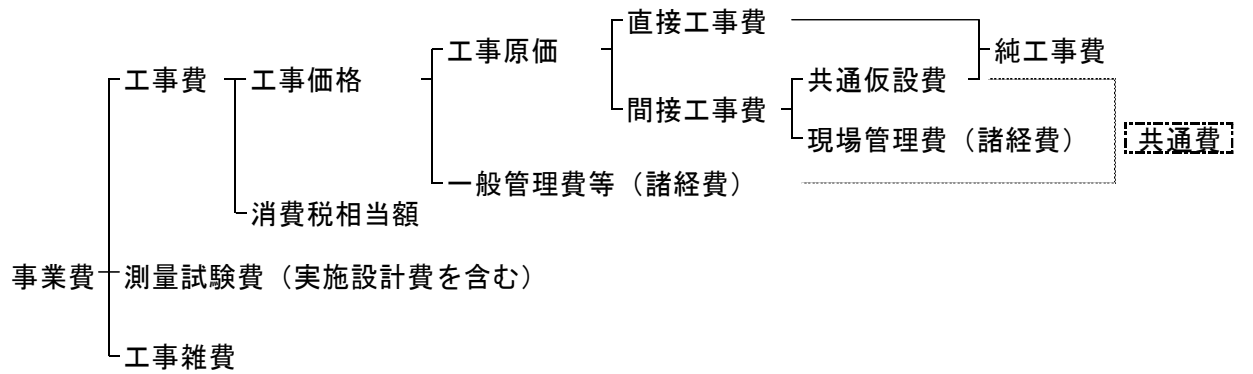 直接工事費
工事原価
純工事費
工事費
工事価格
共通仮設費
間接工事費
現場管理費（諸経費）
共通費
一般管理費等（諸経費）
消費税相当額
事業費
測量試験費（実施設計費を含む）
工事雑費